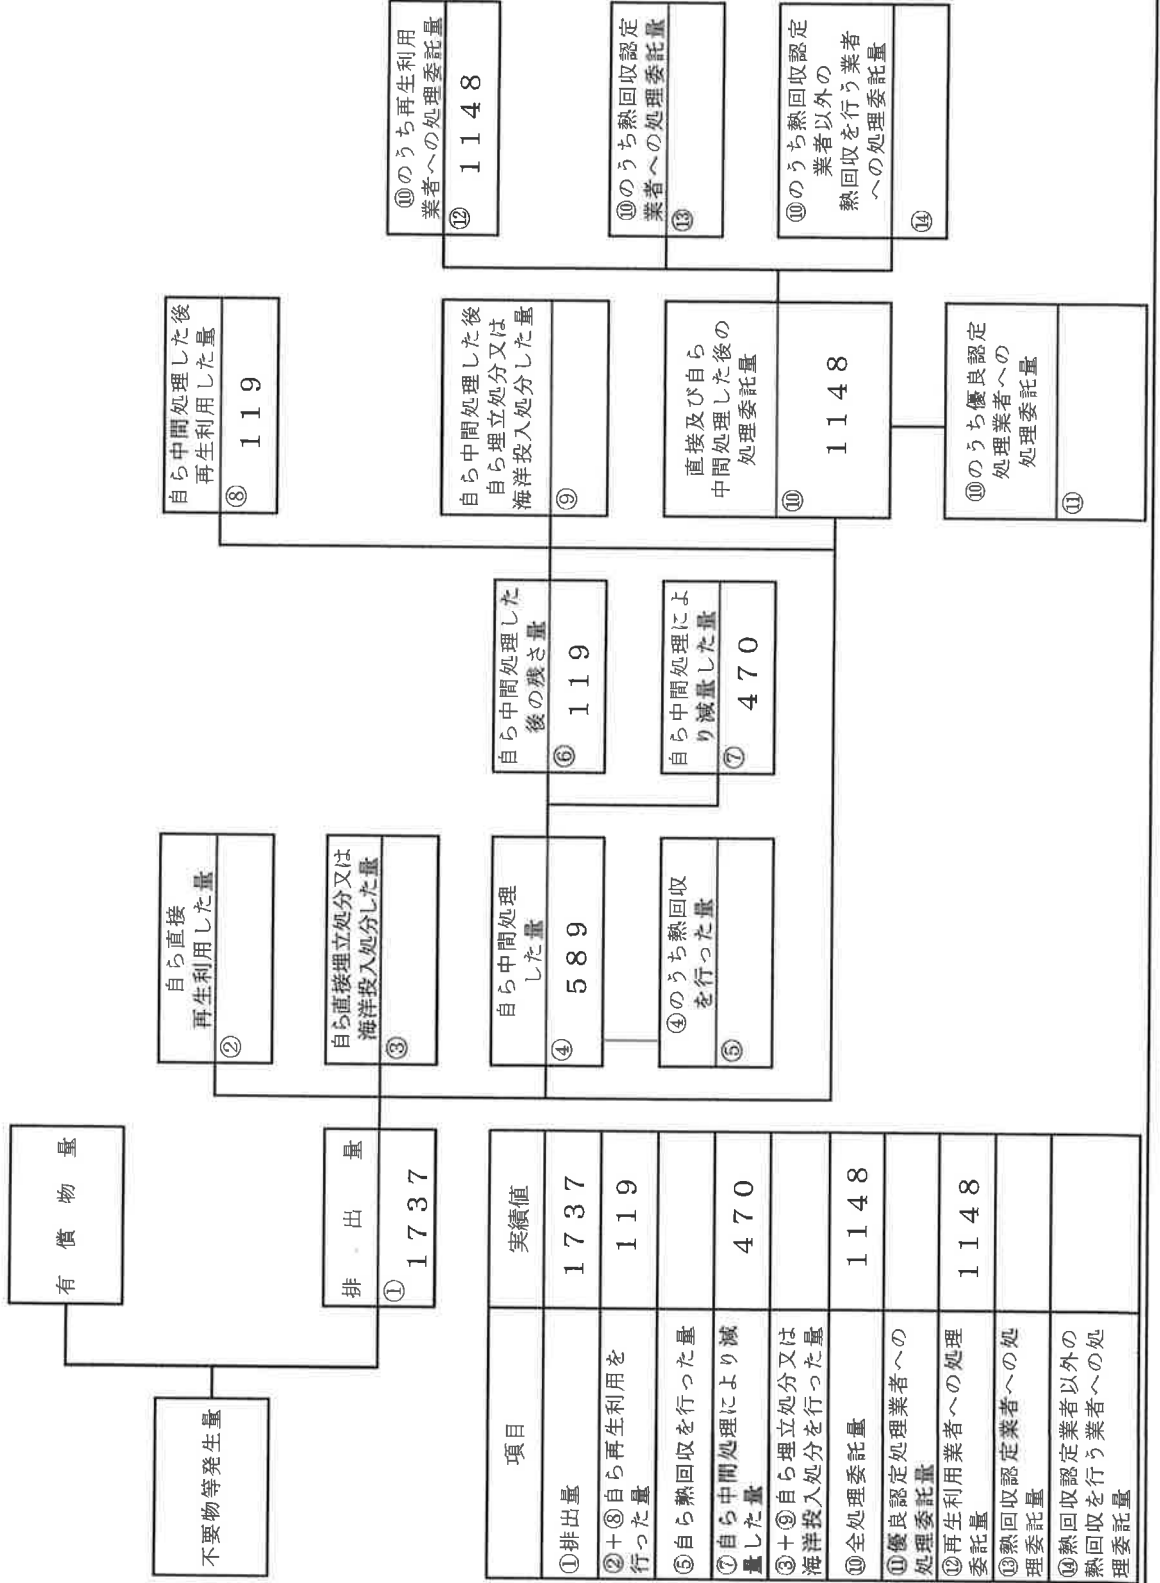 不要物等発生量
有償物量
排出量
①
1737
自ら直接
再生利用した量
②
自ら直接埋立処分又は
海洋投入処分した量
③
自ら中間処理
した量
④
589
④のうち熱回収
を行った量
⑤
自ら中間処理した
後の残さ量
⑥
119
自ら中間処理によ
り減量した量
⑦
470
自ら中間処理した後
再生利用した量
⑧
119
自ら中間処理した後
自ら埋立処分又は
海洋投入処分した量
⑨
直接及び自ら
中間処理した後の
処理委託量
⑩
1148
⑩のうち優良認定
処理業者への
処理委託量
⑪
⑩のうち再生利用
業者への処理委託量
⑫
1148
⑩のうち熱回収認定
業者への処理委託量
⑬
⑩のうち熱回収認定
業者以外の
熱回収を行う業者
への処理委託量
⑭
項目 実績値
①排出量 1737
②+⑧自ら再生利用を
行った量 119
⑤自ら熱回収を行った量
⑦自ら中間処理により減
量した量 470
③+⑨自ら埋立処分又は
海洋投入処分を行った量
⑩全処理委託量 1148
⑪優良認定処理業者への
処理委託量
⑫再生利用業者への処理
委託量 1148
⑬熱回収認定業者への処
理委託量
⑭熱回収認定業者以外の
熱回収を行う業者への処
理委託量